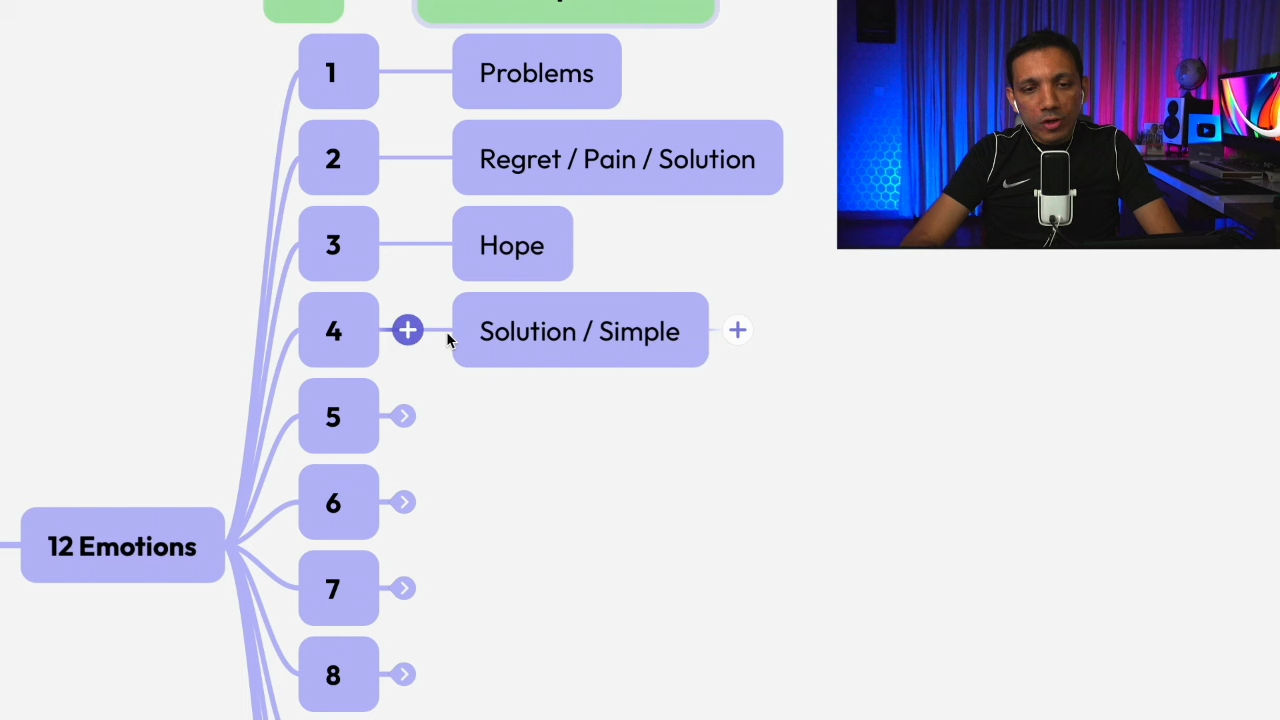 1
Problems
2
Regret / Pain / Solution
3
Hope
4
Solution / Simple
5
6
12 Emotions
7
8